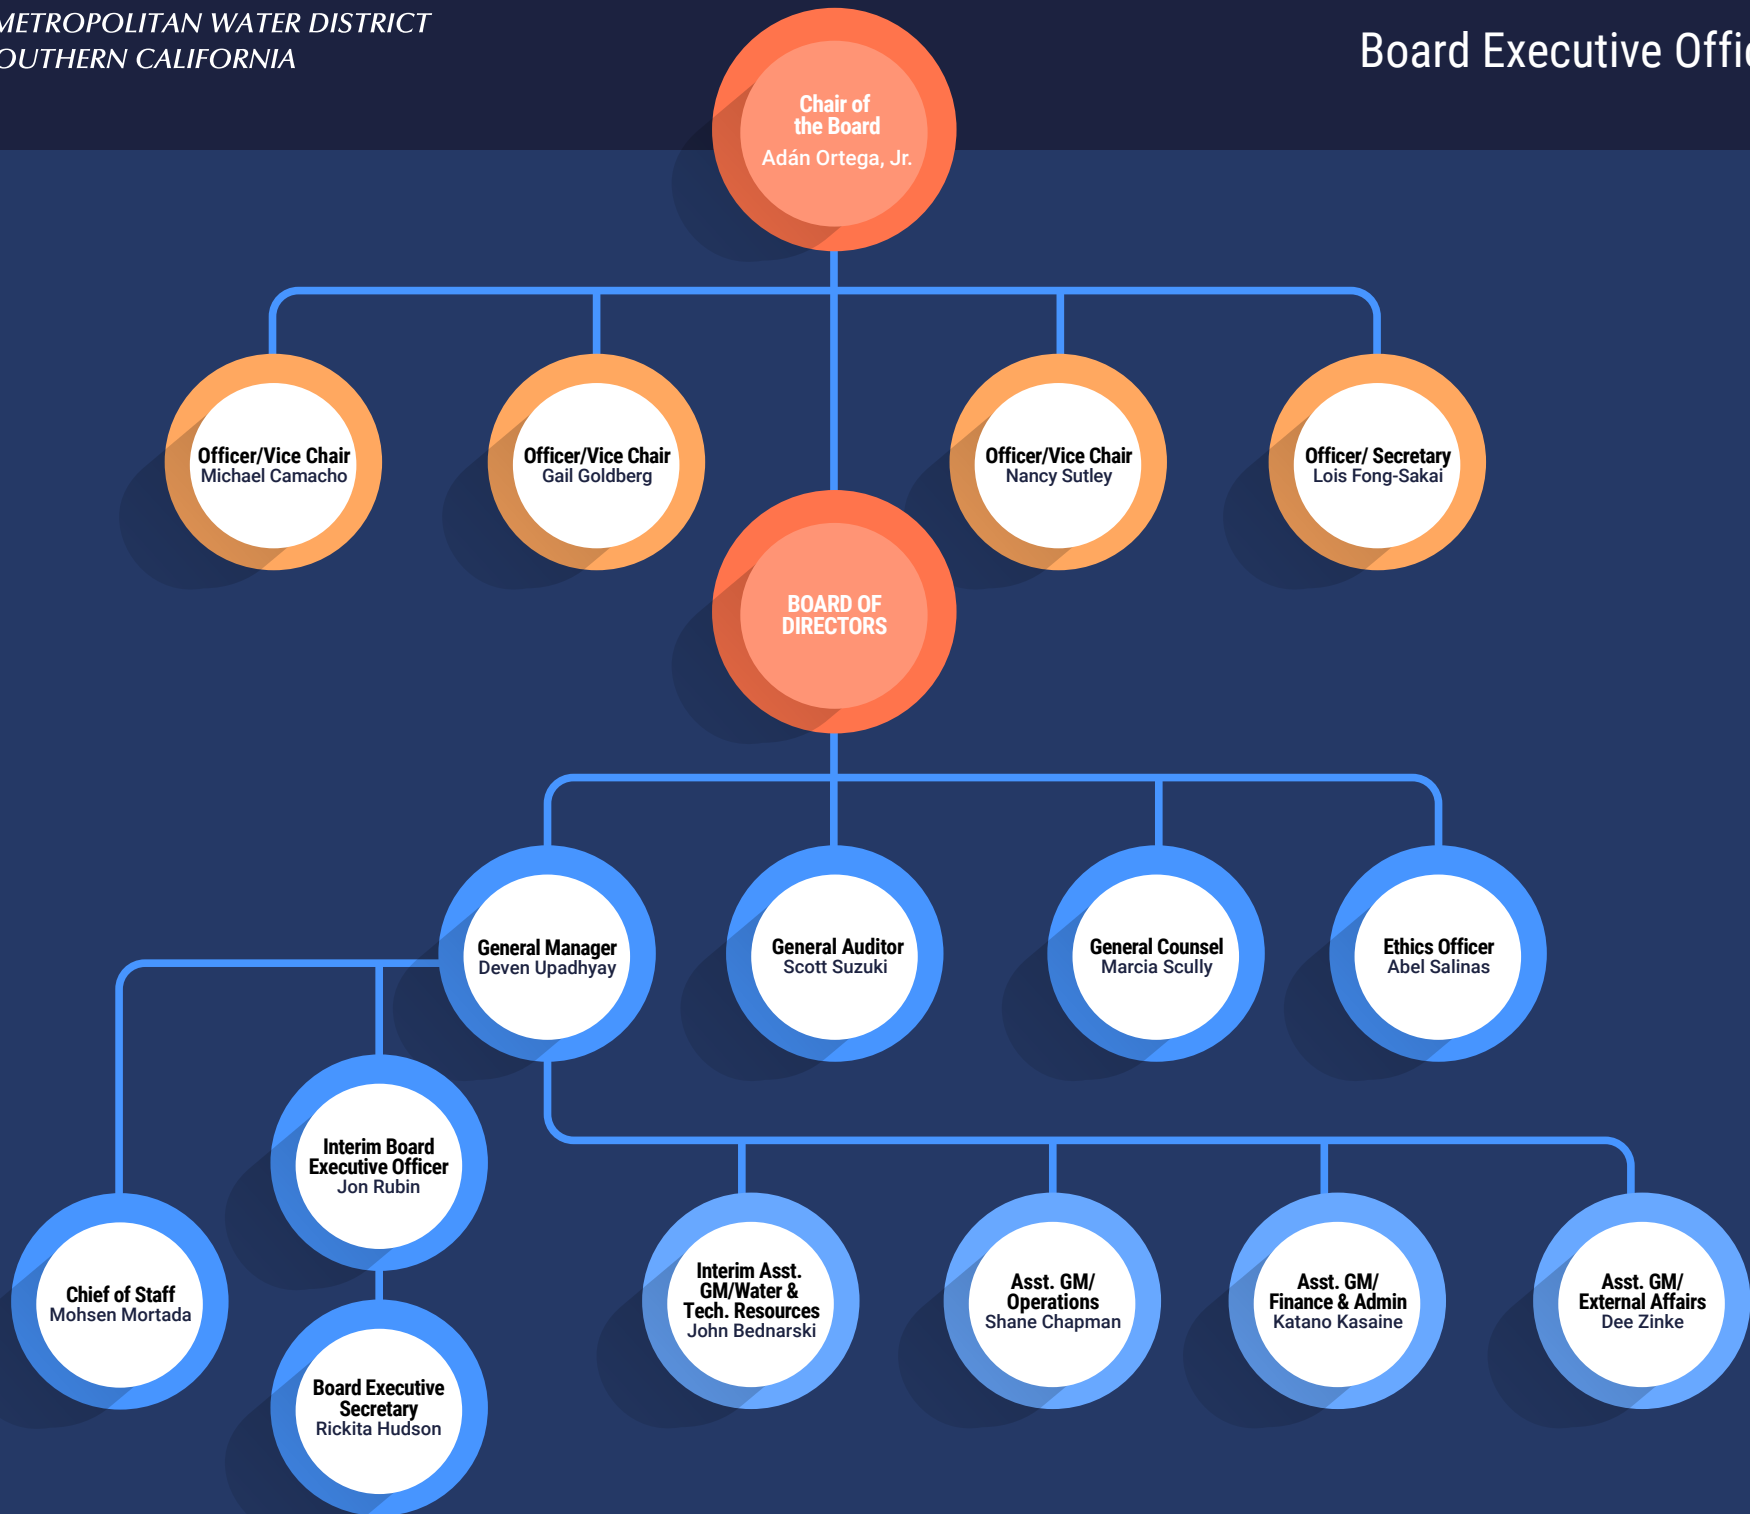 METROPOLITAN WATER DISTRICT
OUTHERN CALIFORNIA
Board Executive Offi
Chair of
the Board
Adán Ortega, Jr.
Officer/Vice Chair
Michael Camacho
Officer/Vice Chair
Gail Goldberg
Officer/Vice Chair
Nancy Sutley
Officer/ Secretary
Lois Fong-Sakai
BOARD OF
DIRECTORS
General Manager
Deven Upadhyay
General Auditor
Scott Suzuki
General Counsel
Marcia Scully
Ethics Officer
Abel Salinas
Interim Board
Executive Officer
Jon Rubin
Chief of Staff
Mohsen Mortada
Board Executive
Secretary
Rickita Hudson
Interim Asst.
GM/Water &
Tech. Resources
John Bednarski
Asst. GM/
Operations
Shane Chapman
Asst. GM/
Finance & Admin
Katano Kasaine
Asst. GM/
External Affairs
Dee Zinke